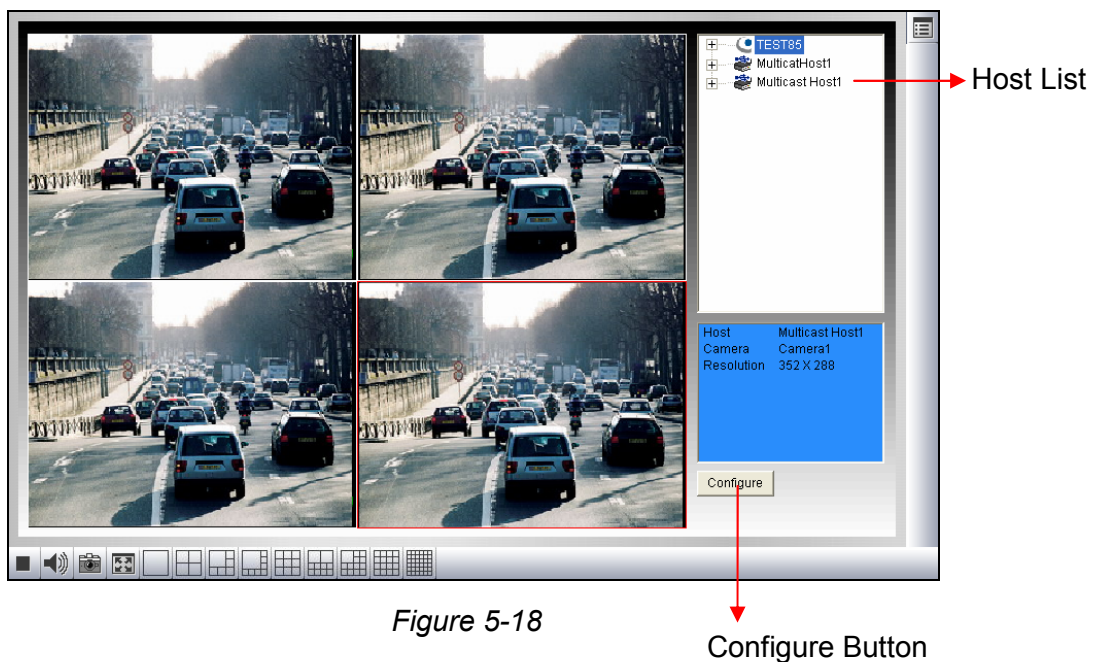 TEST85
MulticatHost1
Multicast Host1
Host List
Host Multicast Host1
Camera Camera1
Resolution 352 X 288
Configure
Figure 5-18
Configure Button